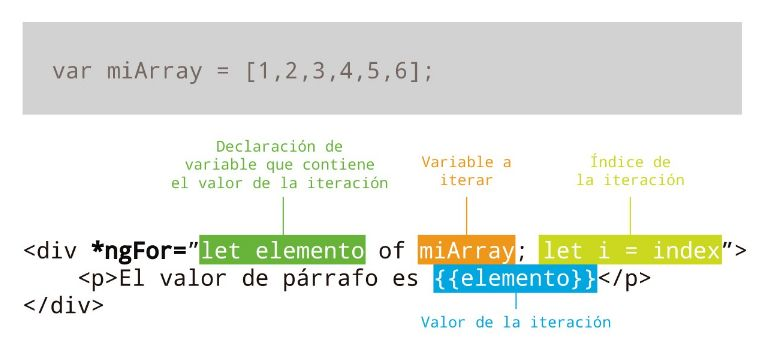 var miArray = [1,2,3,4,5,6];
Declaración de
variable que contiene
el valor de la iteración
Variable a
iterar
Índice de
la iteración
<div *ngFor=”let elemento of miArray; let i = index”>
<p>El valor de párrafo es {{elemento}}</p>
</div>
Valor de la iteración